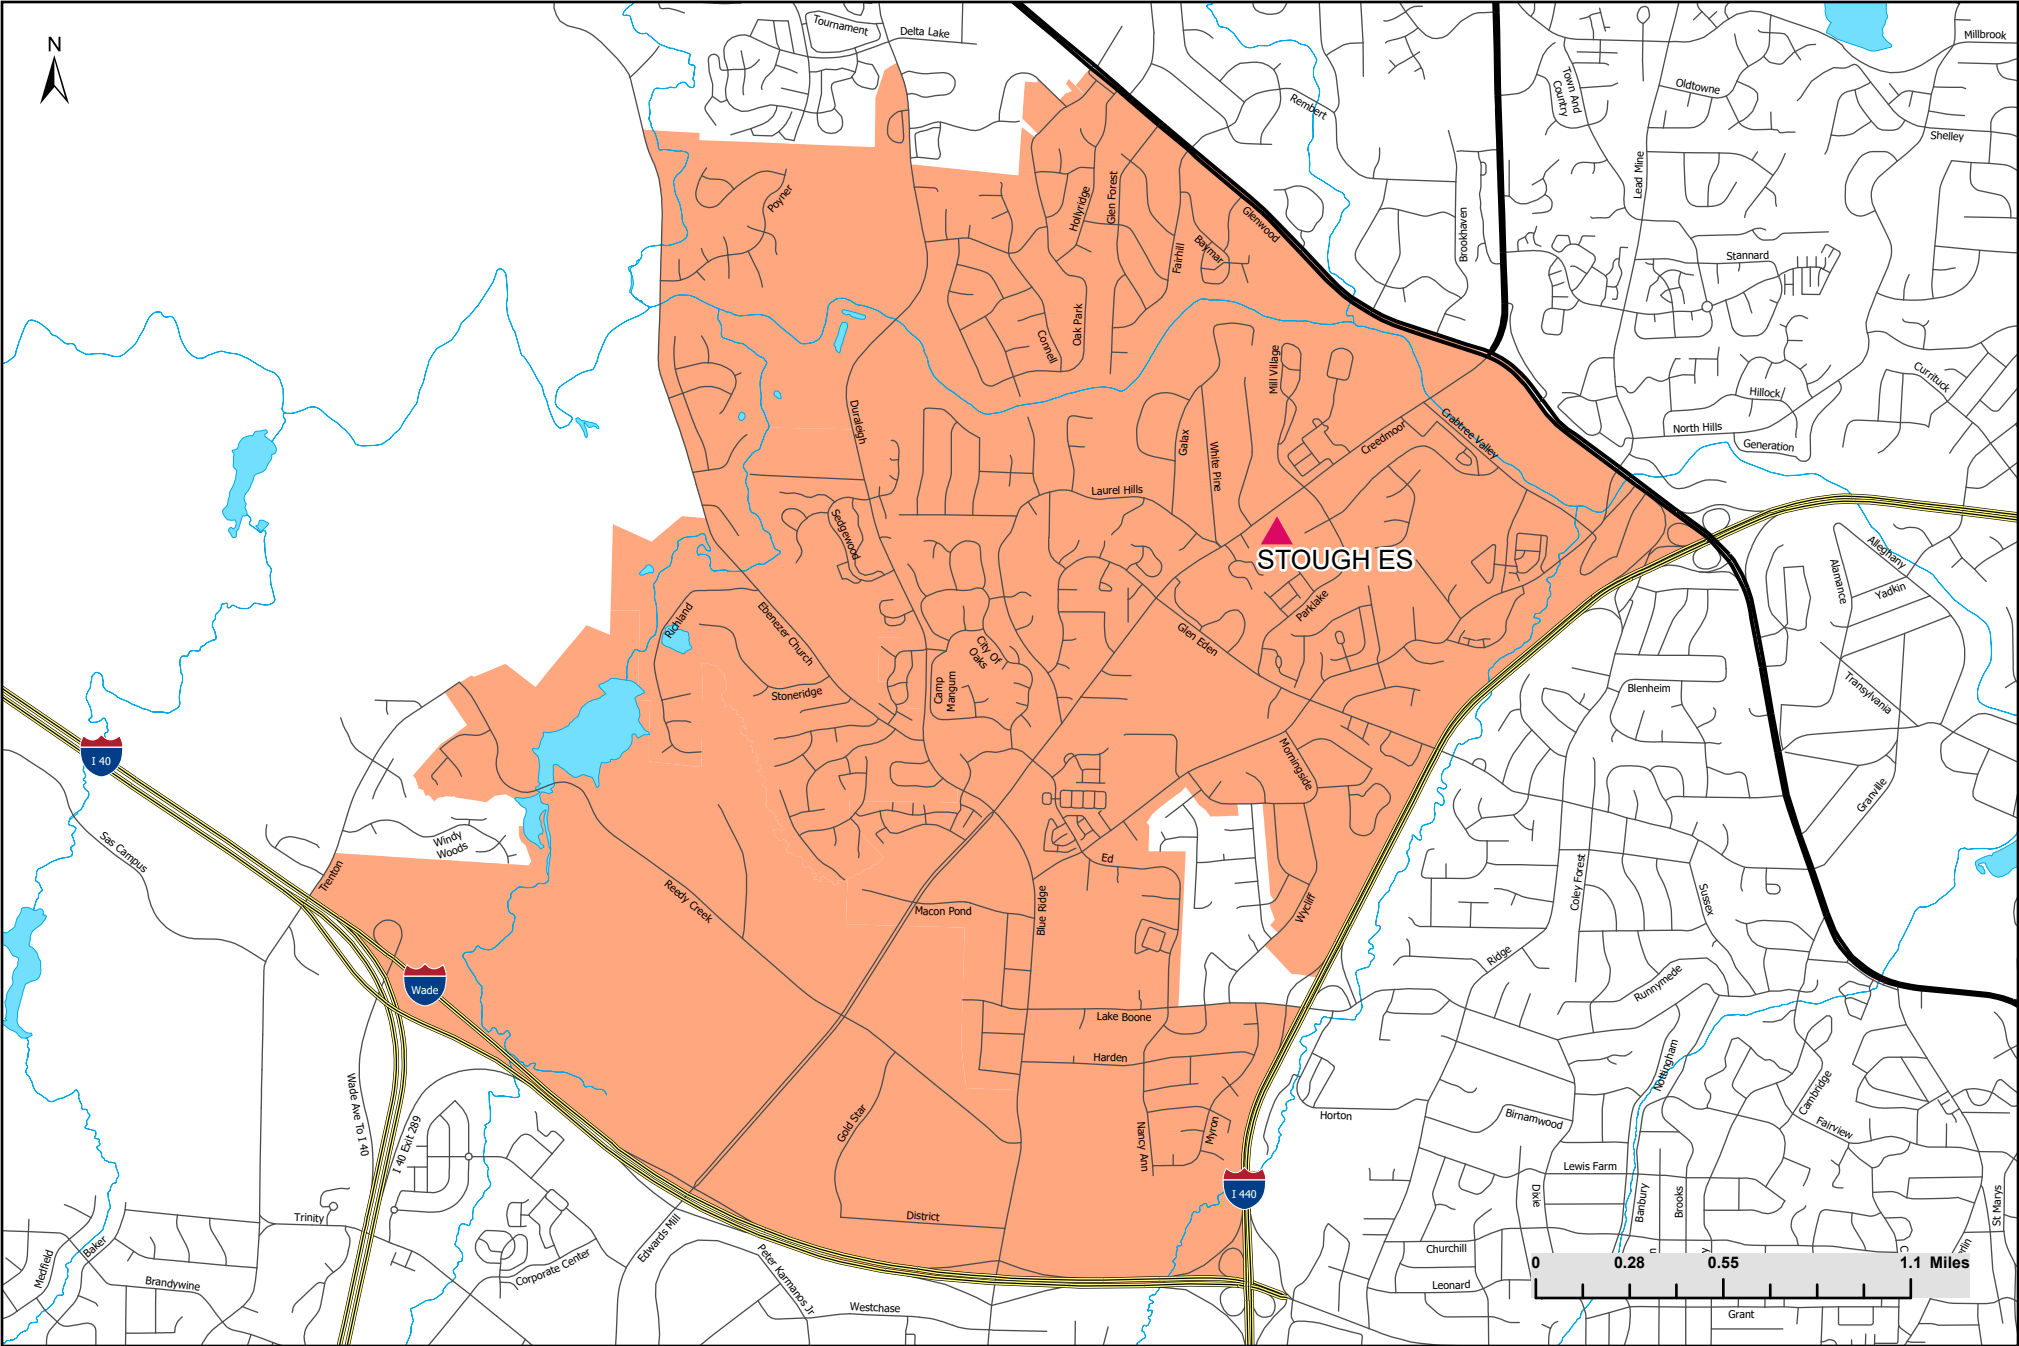 N
Tournament
Delta Lake
Millbrook
Town And
Country
Oldtowne
Rembert
Shelley
Lead Mine
Poyner
Hollyridge
Glen Forest
Glenwood
Brookhaven
Fairhill
Baymar
Stannard
Connell
Oak Park
Mill Village
Currituck
Hillock
Duraleigh
Galax
White Pine
Creedmoor
Crabtree Valley
North Hills
Generation
Laurel Hills
Sedgewood
STOUGH ES
Alleghany
Alamance
Yadkin
Richland
Ebenezer Church
Parklake
Glen Eden
City Of
Oaks
Camp
Mangum
Stoneridge
Blenheim
Transylvania
I 40
Morningside
Granville
Sas Campus
Windy
Woods
Trenton
Ed
Reedy Creek
Macon Pond
Blue Ridge
Wycliff
Coley Forest
Sussex
Ridge
Runnymede
Wade
Lake Boone
Harden
Nottingham
Cambridge
Wade Ave To I 40
I 40 Exit 289
Gold Star
Nancy Ann
Myron
Horton
Birnamwood
Fairview
Lewis Farm
I 440
Dixie
Banbury
Brooks
St Marys
Trinity
District
Edwards Mill
Baker
Medfield
Brandywine
Corporate Center
Peter Karmanos Jr
Westchase
Churchill
Leonard
Grant
0 0.28 0.55 1.1 Miles